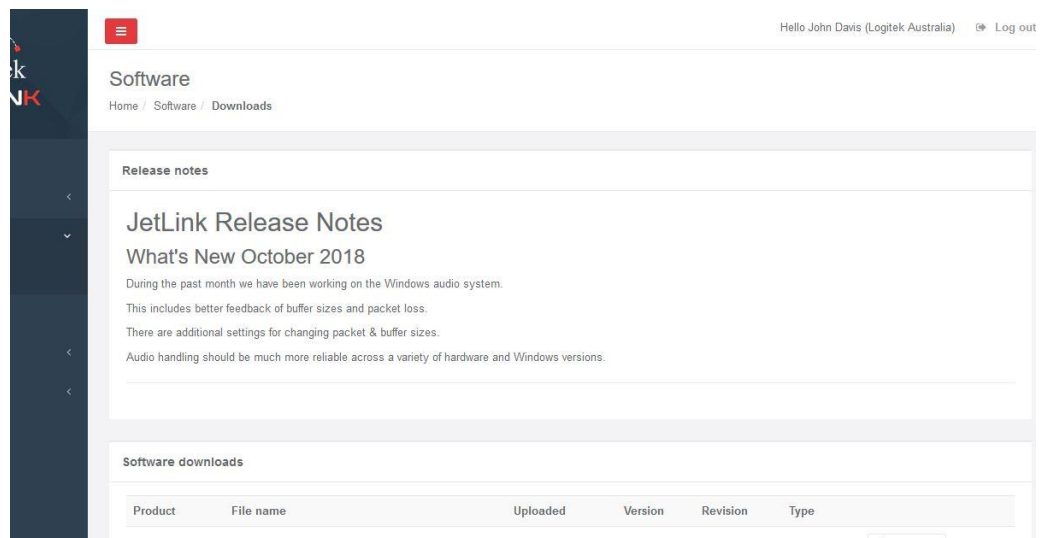 Hello John Davis (Logitek Australia) Log out
Software
Home / Software / Downloads
Release notes
JetLink Release Notes
What's New October 2018
During the past month we have been working on the Windows audio system.
This includes better feedback of buffer sizes and packet loss.
There are additional settings for changing packet & buffer sizes.
Audio handling should be much more reliable across a variety of hardware and Windows versions.
Software downloads
Product File name Uploaded Version Revision Type